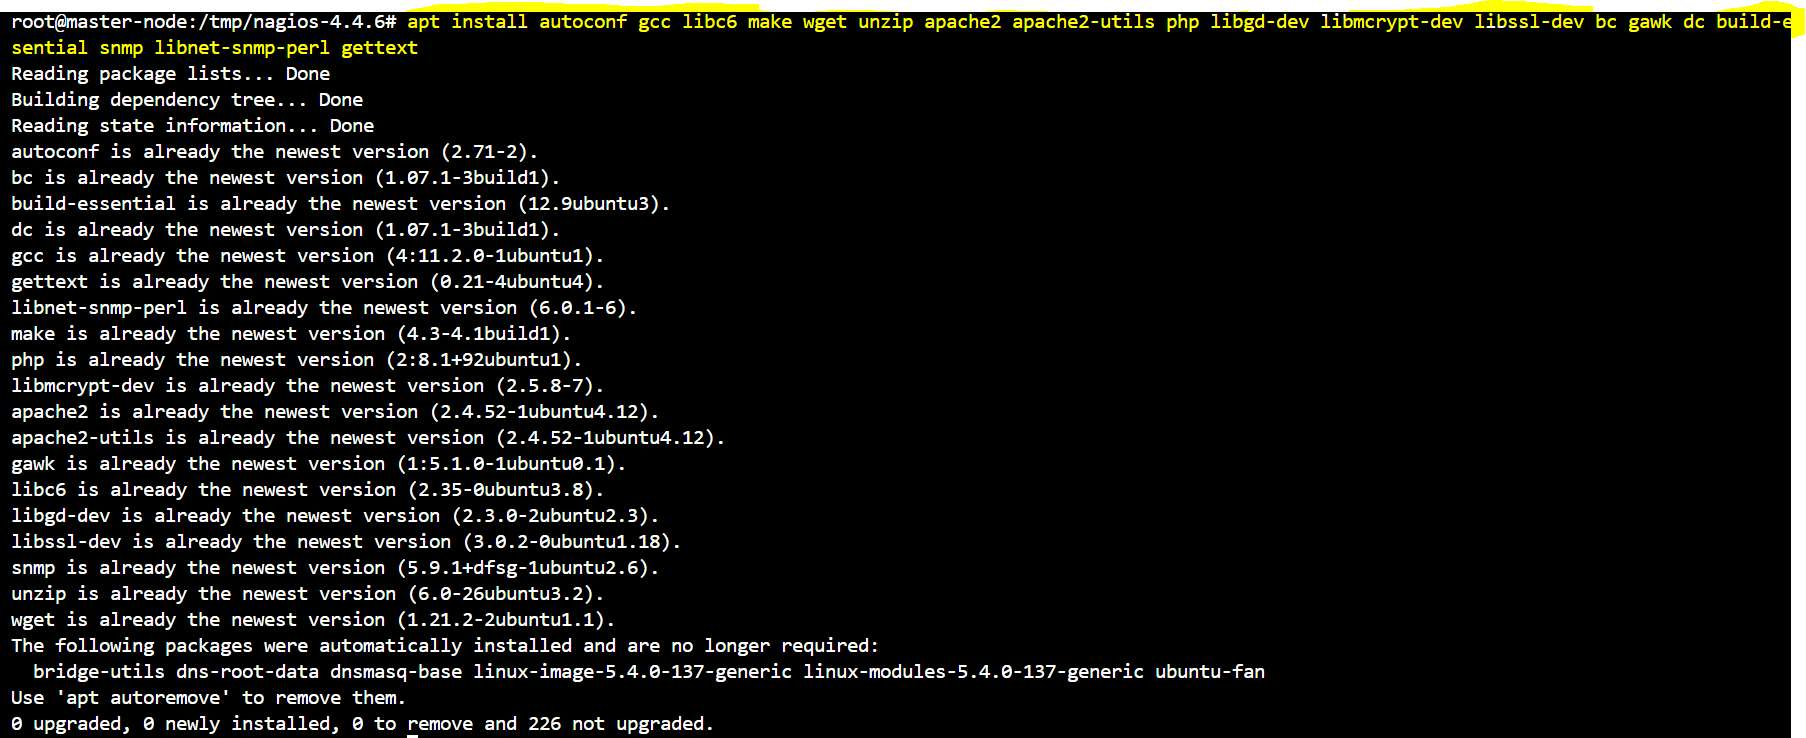 root@master-node:/tmp/nagios-4.4.6# apt install autoconf gcc libc6 make wget unzip apache2 apache2-utils php libgd-dev libmcrypt-dev libssl-dev bc gawk dc build-e
sential snmp libnet-snmp-perl gettext
Reading package lists... Done
Building dependency tree... Done
Reading state information... Done
autoconf is already the newest version (2.71-2).
bc is already the newest version (1.07.1-3build1).
build-essential is already the newest version (12.9ubuntu3).
dc is already the newest version (1.07.1-3build1).
gcc is already the newest version (4:11.2.0-1ubuntu1).
gettext is already the newest version (0.21-4ubuntu4).
libnet-snmp-perl is already the newest version (6.0.1-6).
make is already the newest version (4.3-4.1build1).
php is already the newest version (2:8.1+92ubuntu1).
libmcrypt-dev is already the newest version (2.5.8-7).
apache2 is already the newest version (2.4.52-1ubuntu4.12).
apache2-utils is already the newest version (2.4.52-1ubuntu4.12).
gawk is already the newest version (1:5.1.0-1ubuntu0.1).
libc6 is already the newest version (2.35-0ubuntu3.8).
libgd-dev is already the newest version (2.3.0-2ubuntu2.3).
libssl-dev is already the newest version (3.0.2-0ubuntu1.18).
snmp is already the newest version (5.9.1+dfsg-1ubuntu2.6).
unzip is already the newest version (6.0-26ubuntu3.2).
wget is already the newest version (1.21.2-2ubuntu1.1).
The following packages were automatically installed and are no longer required:
  bridge-utils dns-root-data dnsmasq-base linux-image-5.4.0-137-generic linux-modules-5.4.0-137-generic ubuntu-fan
Use 'apt autoremove' to remove them.
0 upgraded, 0 newly installed, 0 to remove and 226 not upgraded.